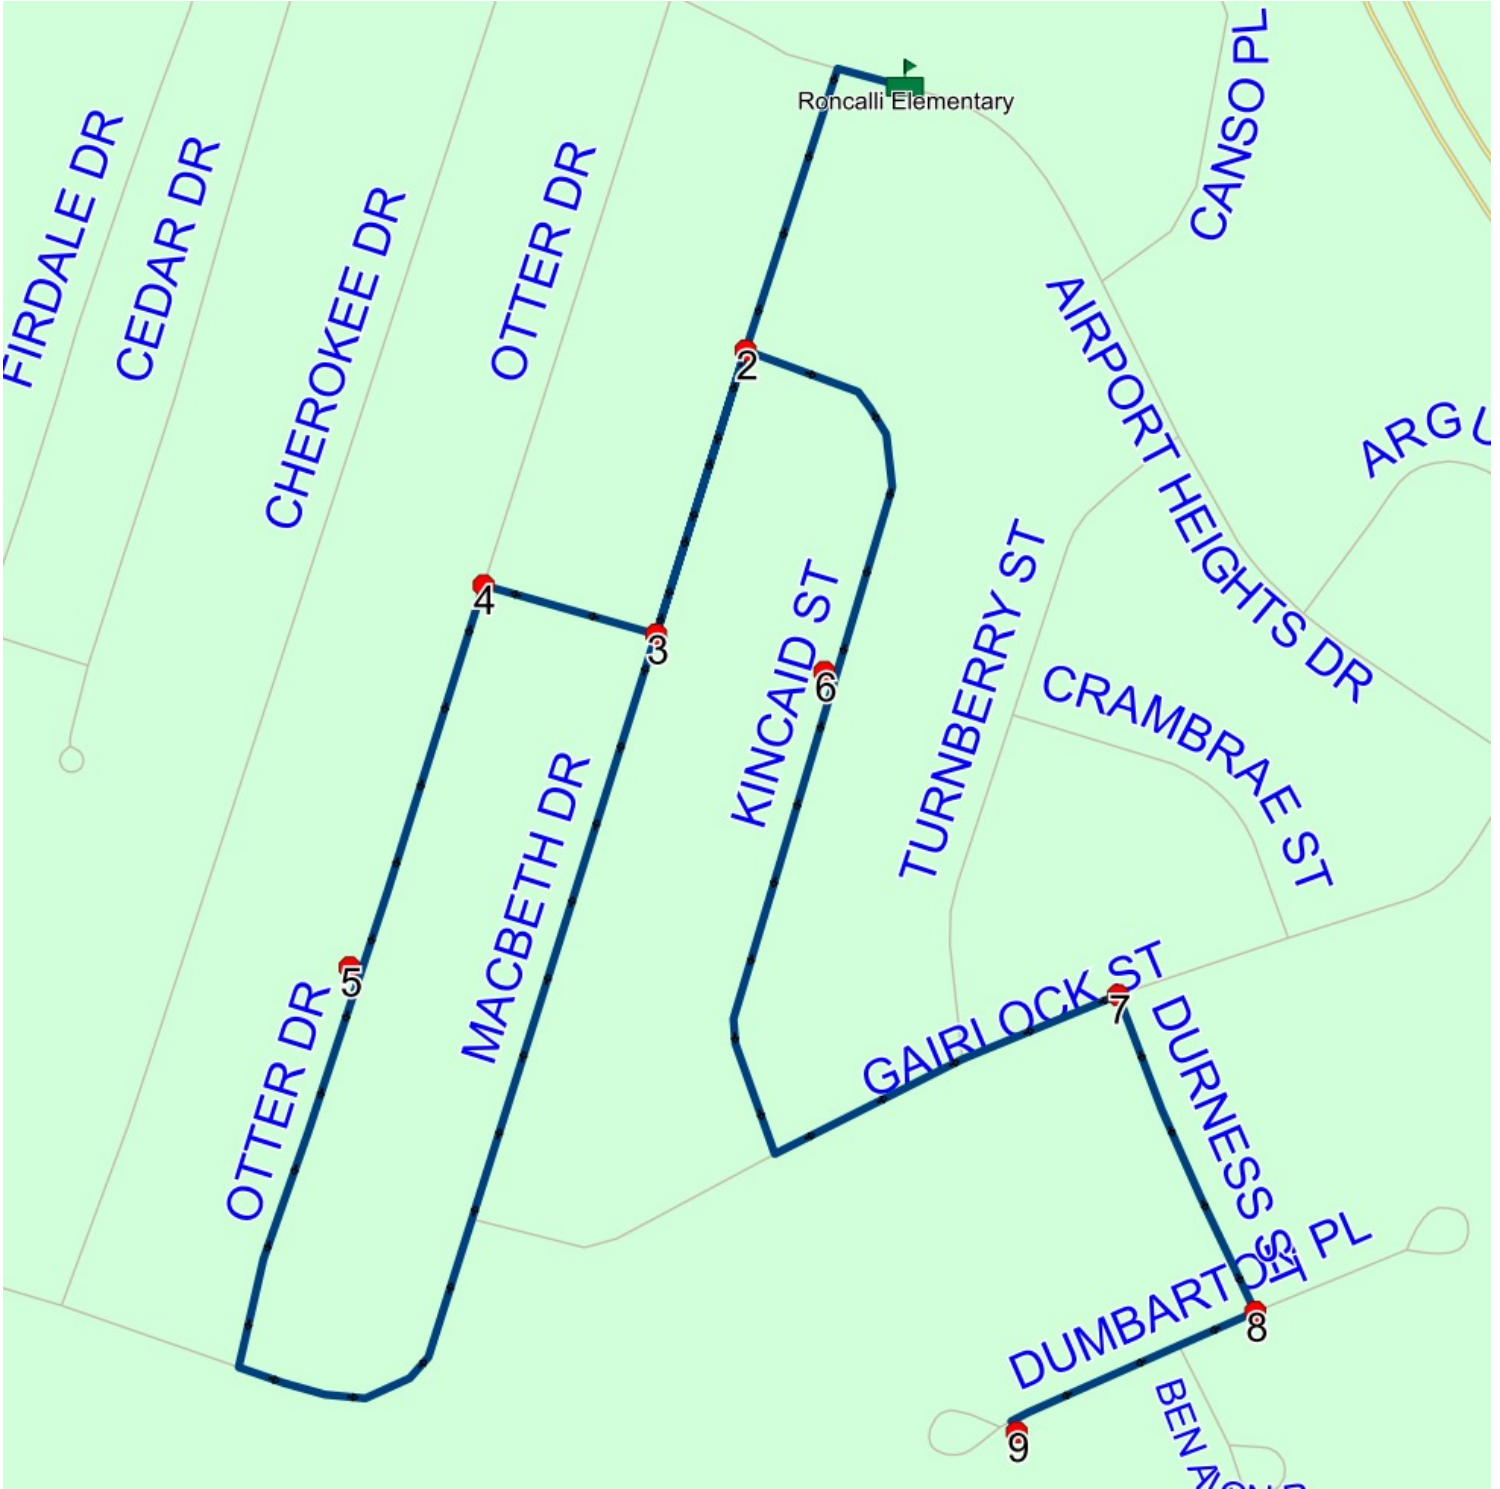 Roncalli Elementary
CANSO PL
FIRDALE DR
CEDAR DR
CHEROKEE DR
OTTER DR
AIRPORT HEIGHTS DR
2
4
3
KINCAID ST
6
TURNBERRY ST
CRAMBRAE ST
MACBETH DR
5
OTTER DR
GAIRLOCK ST
7
DURNESS ST
DUMBARTON PL
8
9